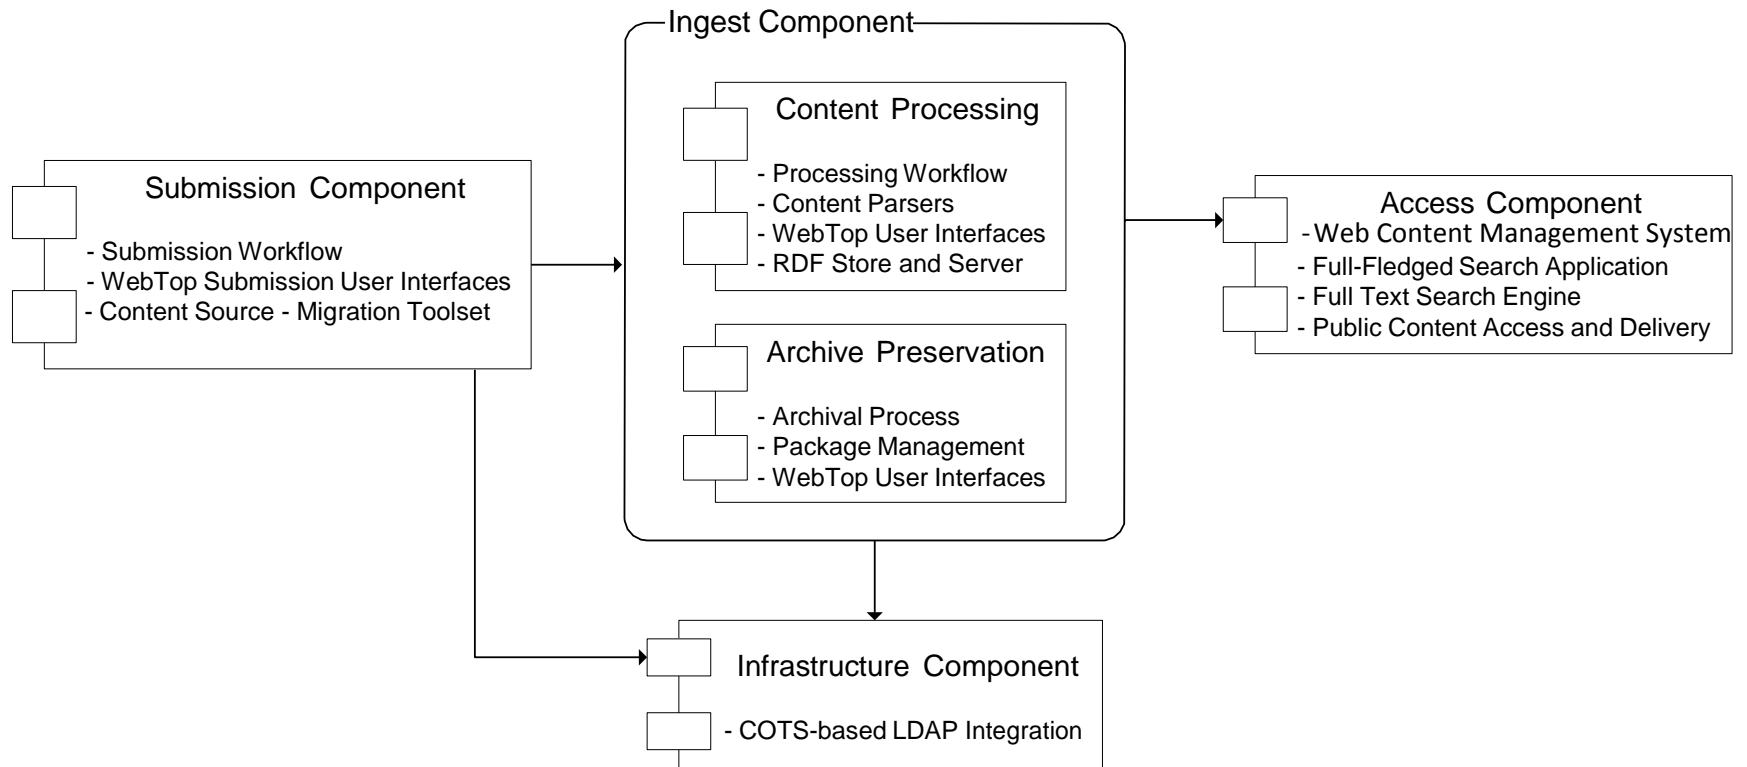 Ingest Component
Content Processing
- Processing Workflow
- Content Parsers
- WebTop User Interfaces
- RDF Store and Server
Submission Component
- Submission Workflow
- WebTop Submission User Interfaces
- Content Source - Migration Toolset
Access Component
- Web Content Management System
- Full-Fledged Search Application
- Full Text Search Engine
- Public Content Access and Delivery
Archive Preservation
- Archival Process
- Package Management
- WebTop User Interfaces
Infrastructure Component
- COTS-based LDAP Integration